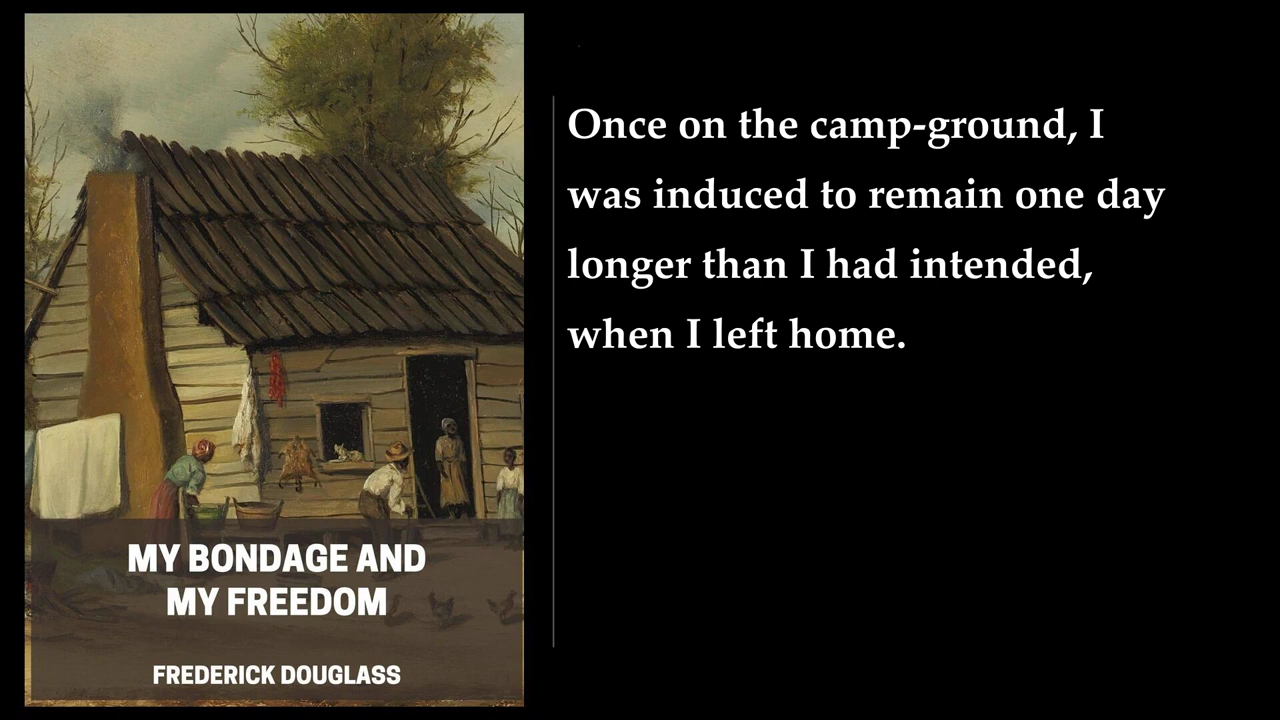 Once on the camp-ground, I
was induced to remain one day
longer than I had intended,
when I left home.
MY BONDAGE AND
MY FREEDOM
FREDERICK DOUGLASS